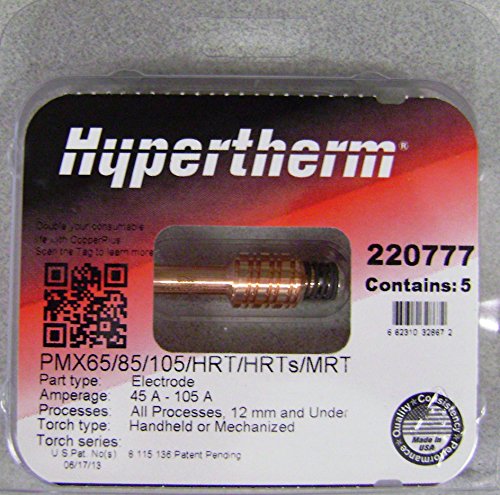 Hypertherm®
Double your consumable
life with CopperPlus
Scan the Tag to learn more
220777
Contains: 5
6 62310 32867 2
PMX65/85/105/HRT/HRTs/MRT
Part type: Electrode
Amperage: 45 A - 105 A
Processes: All Processes, 12 mm and Under
Torch type: Handheld or Mechanized
Torch series:
U.S Pat. No(s) 6 115 136 Patent Pending
06/17/13
Quality • Consistency • Performance
Made in
USA